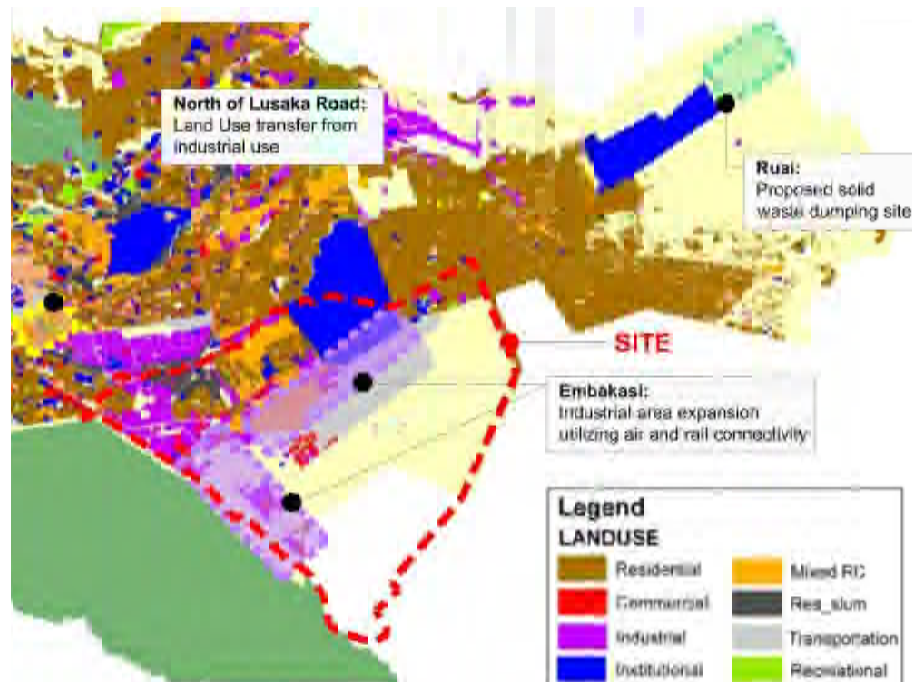 North of Lusaka Road:
Land Use transfer from
industrial use
Ruai:
Proposed solid
waste dumping site
SITE
Embakasi:
Industrial area expansion
utilizing air and rail connectivity
Legend
LANDUSE
Residential
Commercial
Industrial
Institutional
Mixed RC
Res_slum
Transportation
Recreational